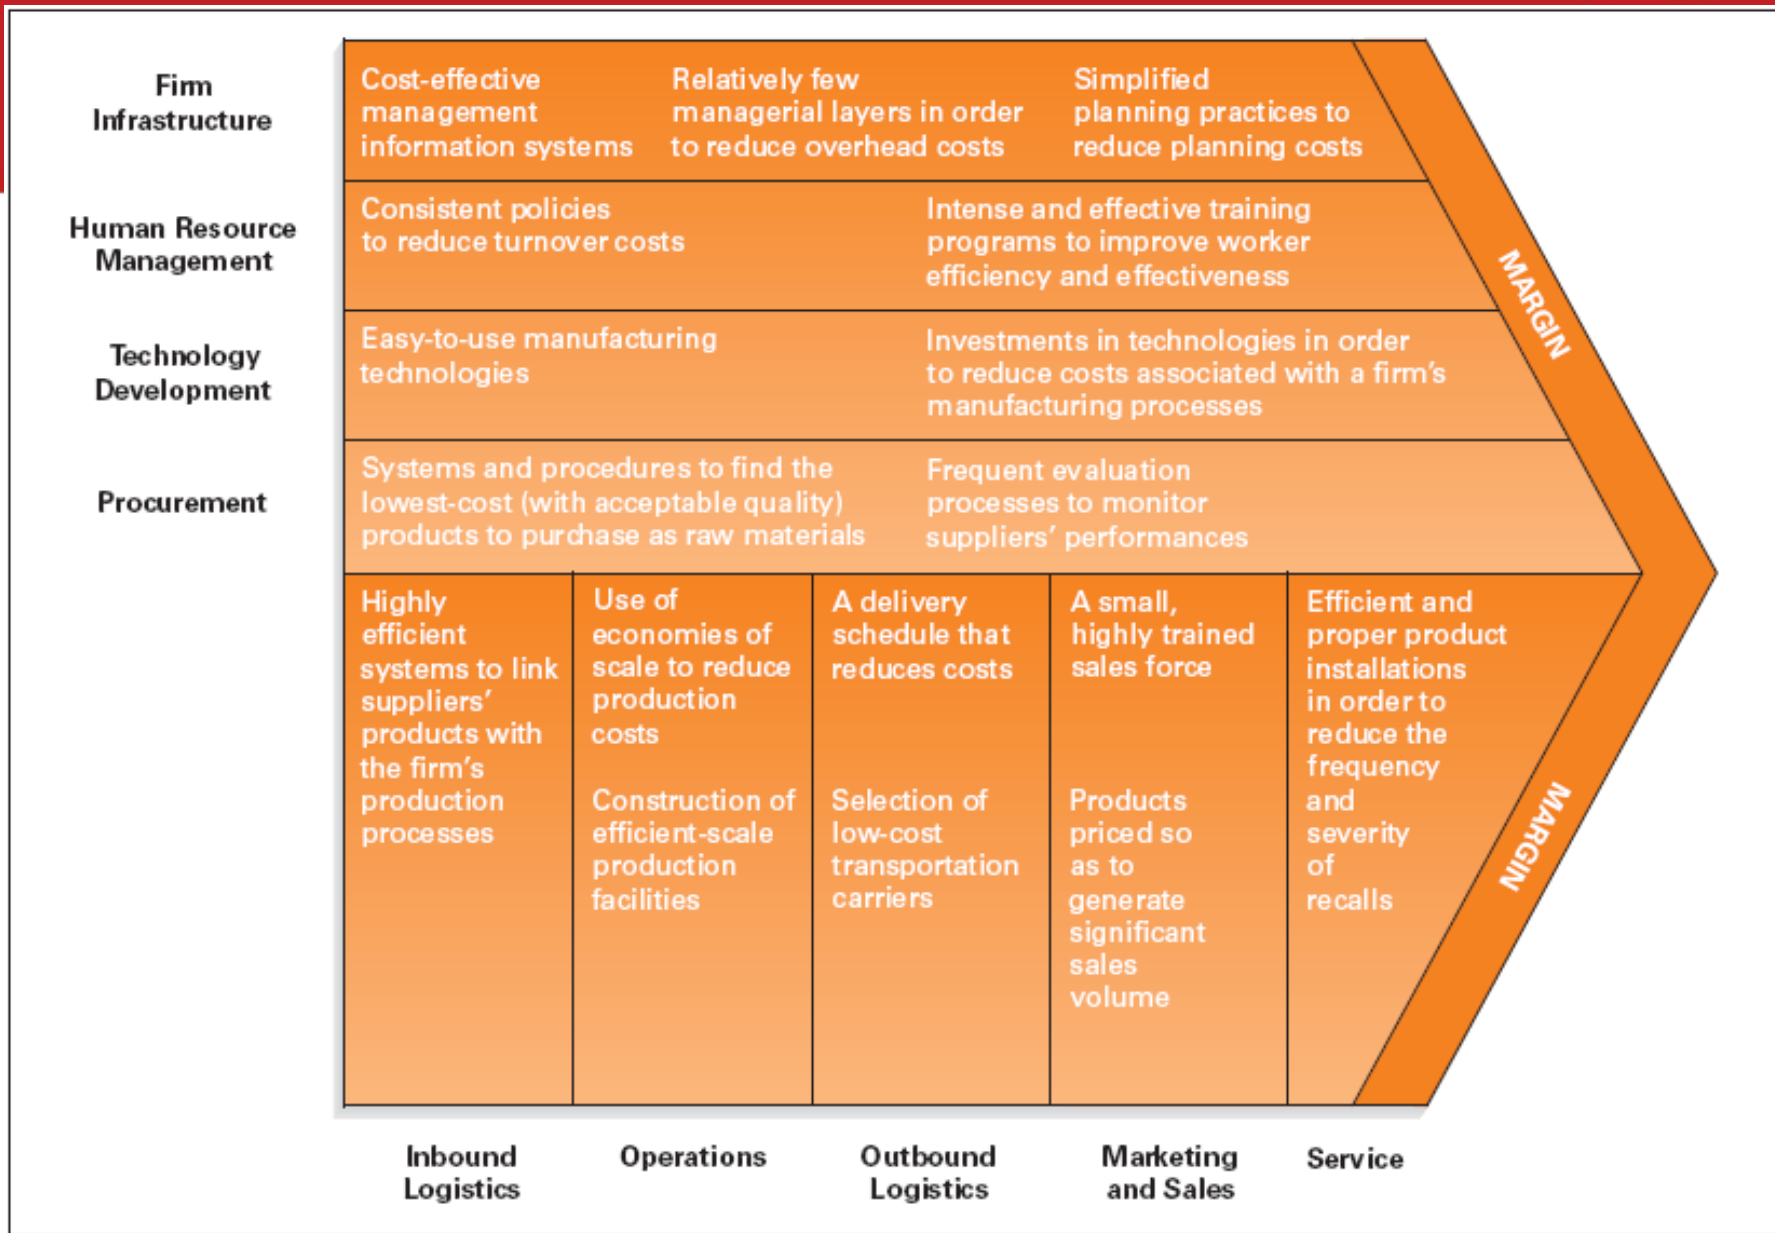 Firm
Infrastructure
Cost-effective
management
information systems
Relatively few
managerial layers in order
to reduce overhead costs
Simplified
planning practices to
reduce planning costs
Human Resource
Management
Consistent policies
to reduce turnover costs
Intense and effective training
programs to improve worker
efficiency and effectiveness
Technology
Development
Easy-to-use manufacturing
technologies
Investments in technologies in order
to reduce costs associated with a firm's
manufacturing processes
Procurement
Systems and procedures to find the
lowest-cost (with acceptable quality)
products to purchase as raw materials
Frequent evaluation
processes to monitor
suppliers' performances
MARGIN
Highly
efficient
systems to link
suppliers'
products with
the firm's
production
processes
Use of
economies of
scale to reduce
production
costs
Construction of
efficient-scale
production
facilities
A delivery
schedule that
reduces costs
Selection of
low-cost
transportation
carriers
A small,
highly trained
sales force
Products
priced so
as to
generate
significant
sales
volume
Efficient and
proper product
installations
in order to
reduce the
frequency
and
severity
of
recalls
MARGIN
Inbound
Logistics
Operations
Outbound
Logistics
Marketing
and Sales
Service